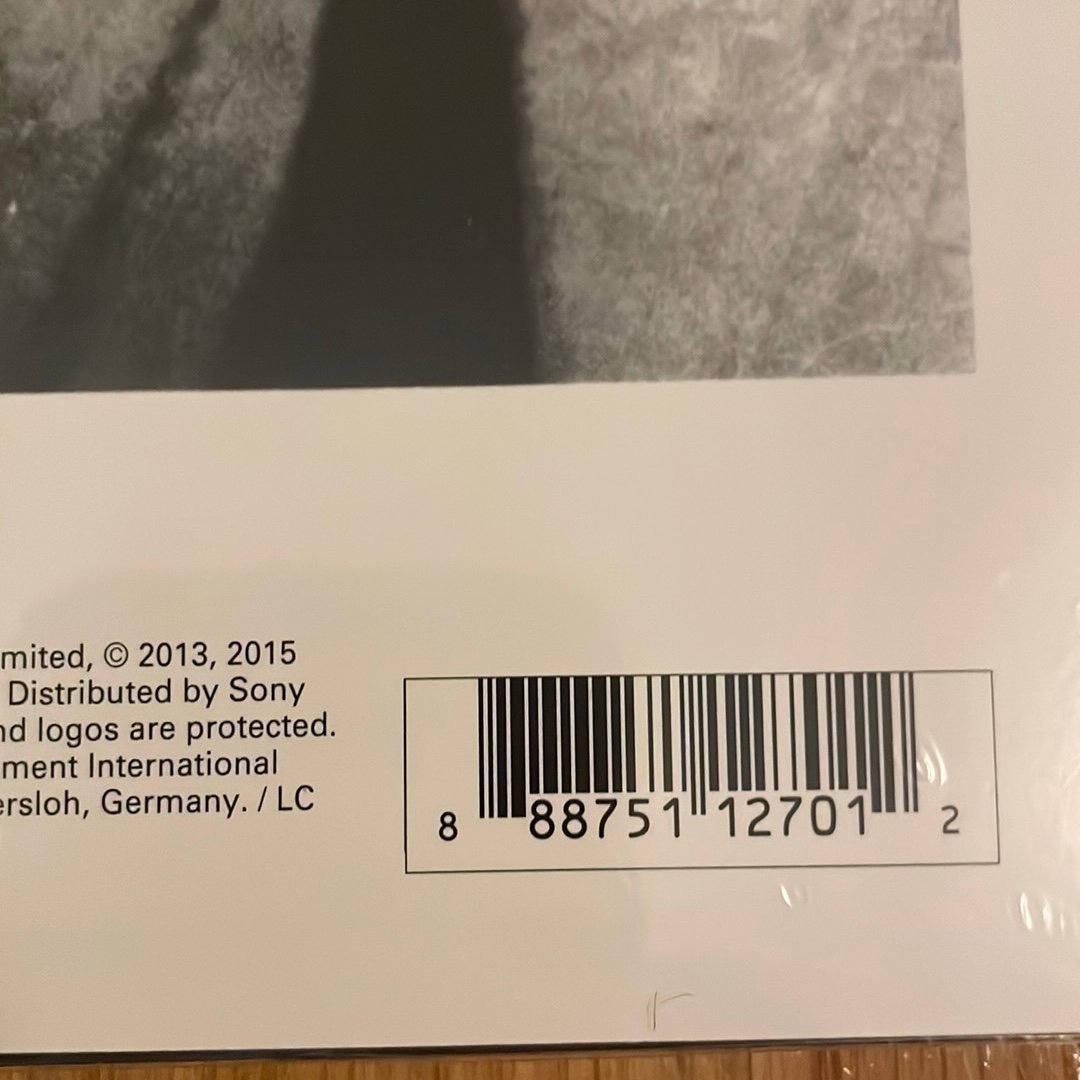 mited, © 2013, 2015
Distributed by Sony
nd logos are protected.
ment International
ersloh, Germany. / LC
8 88751 12701 2